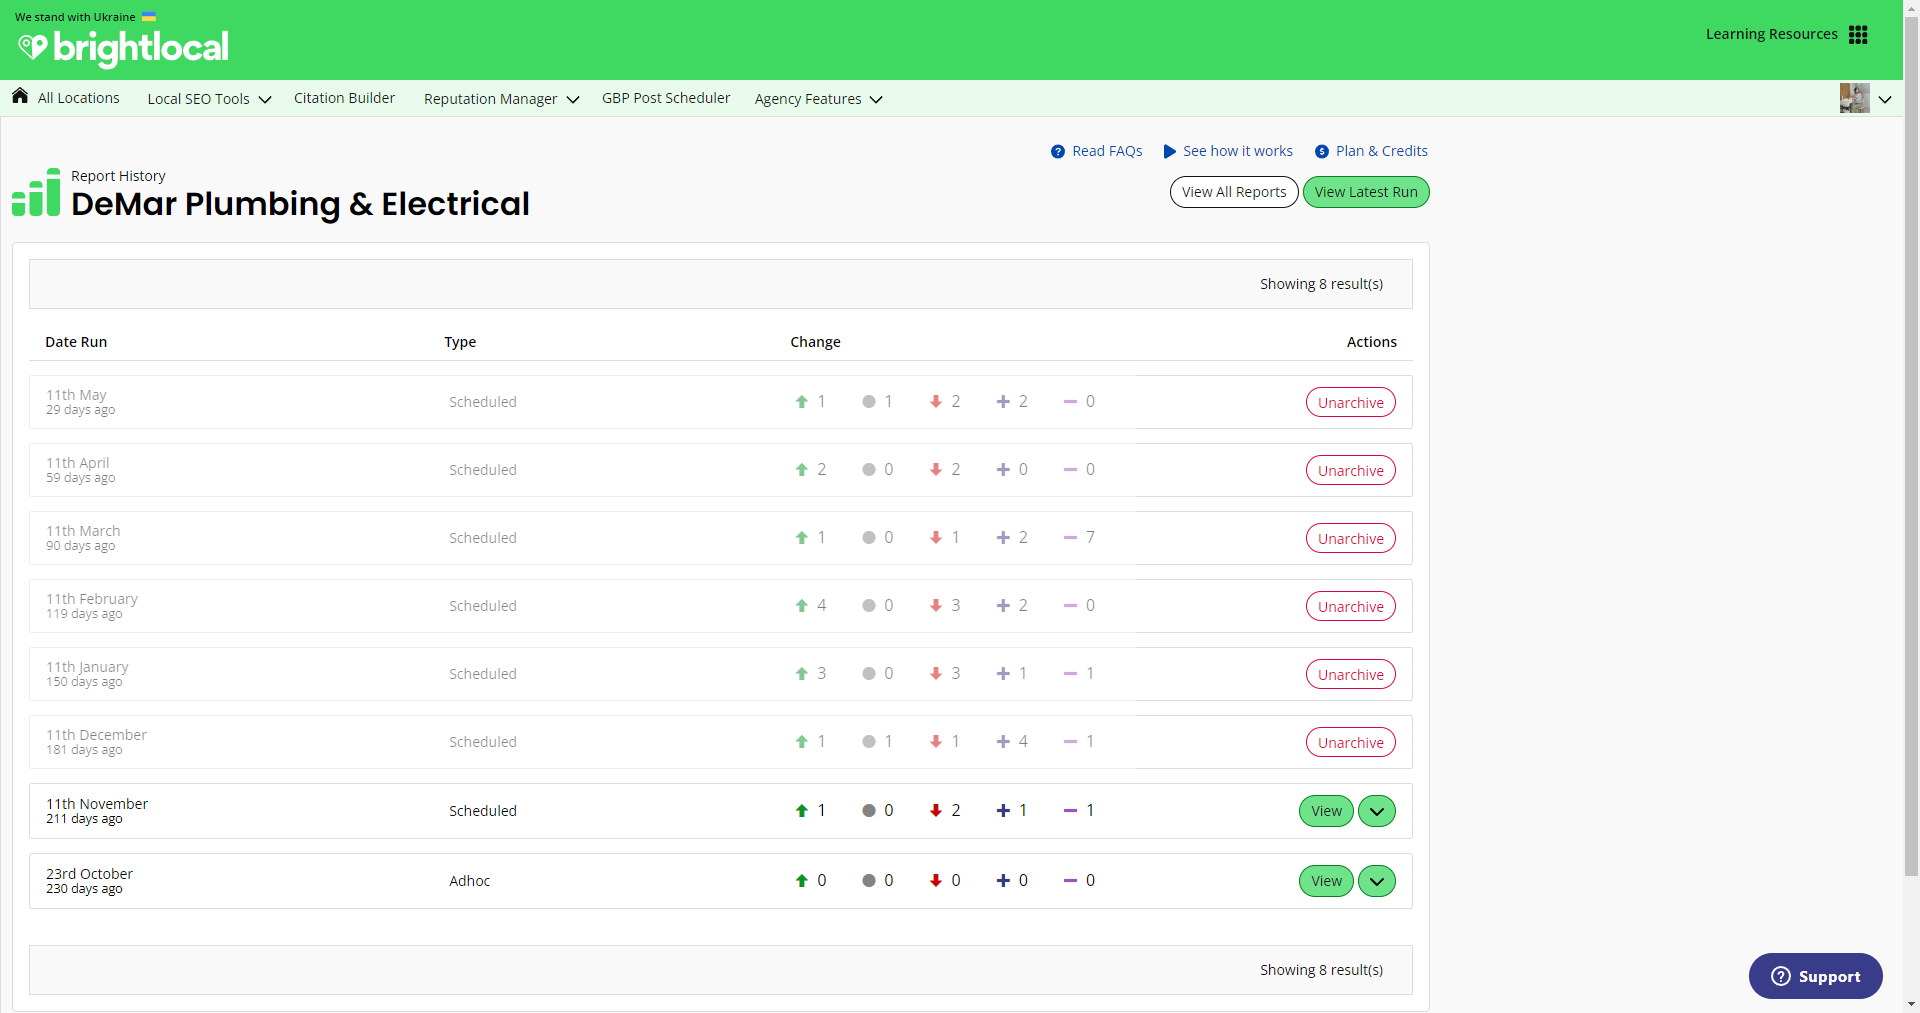 We stand with Ukraine
brightlocal
Learning Resources
All Locations Local SEO Tools Citation Builder Reputation Manager GBP Post Scheduler Agency Features
Read FAQs See how it works Plan & Credits
Report History
DeMar Plumbing & Electrical
View All Reports View Latest Run
Showing 8 result(s)
Date Run Type Change Actions
11th May
29 days ago
Scheduled 1 1 2 2 0 Unarchive
11th April
59 days ago
Scheduled 2 0 2 0 0 Unarchive
11th March
90 days ago
Scheduled 1 0 1 2 7 Unarchive
11th February
119 days ago
Scheduled 4 0 3 2 0 Unarchive
11th January
150 days ago
Scheduled 3 0 3 1 1 Unarchive
11th December
181 days ago
Scheduled 1 1 1 4 1 Unarchive
11th November
211 days ago
Scheduled 1 0 2 1 1 View
23rd October
230 days ago
Adhoc 0 0 0 0 0 View
Showing 8 result(s)
Support